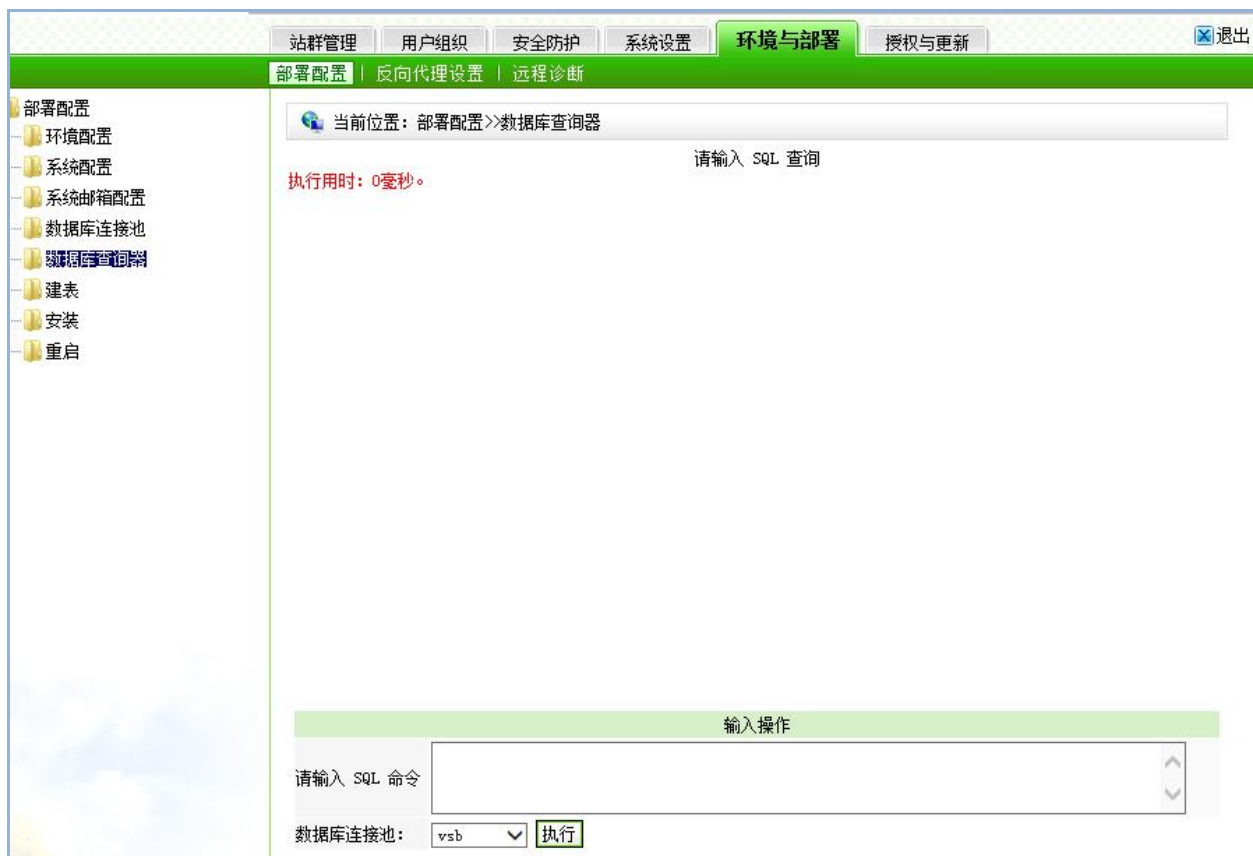 站群管理 用户组织 安全防护 系统设置 环境与部署 授权与更新 退出
部署配置 | 反向代理设置 | 远程诊断
部署配置
环境配置
系统配置
系统邮箱配置
数据库连接池
数据库查询器
建表
安装
重启
当前位置: 部署配置>>数据库查询器
请输入 SQL 查询
执行用时: 0毫秒。
输入操作
请输入 SQL 命令
数据库连接池: vsb 执行